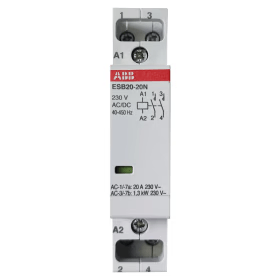 1 3
A1
ABB
ESB20-20N
230 V
AC/DC
40-450 Hz
A1 1 3
A2 2 4
AC-1/-7a: 20 A 230 V~
AC-3/-7b: 1,3 kW 230 V~
A2
2 4